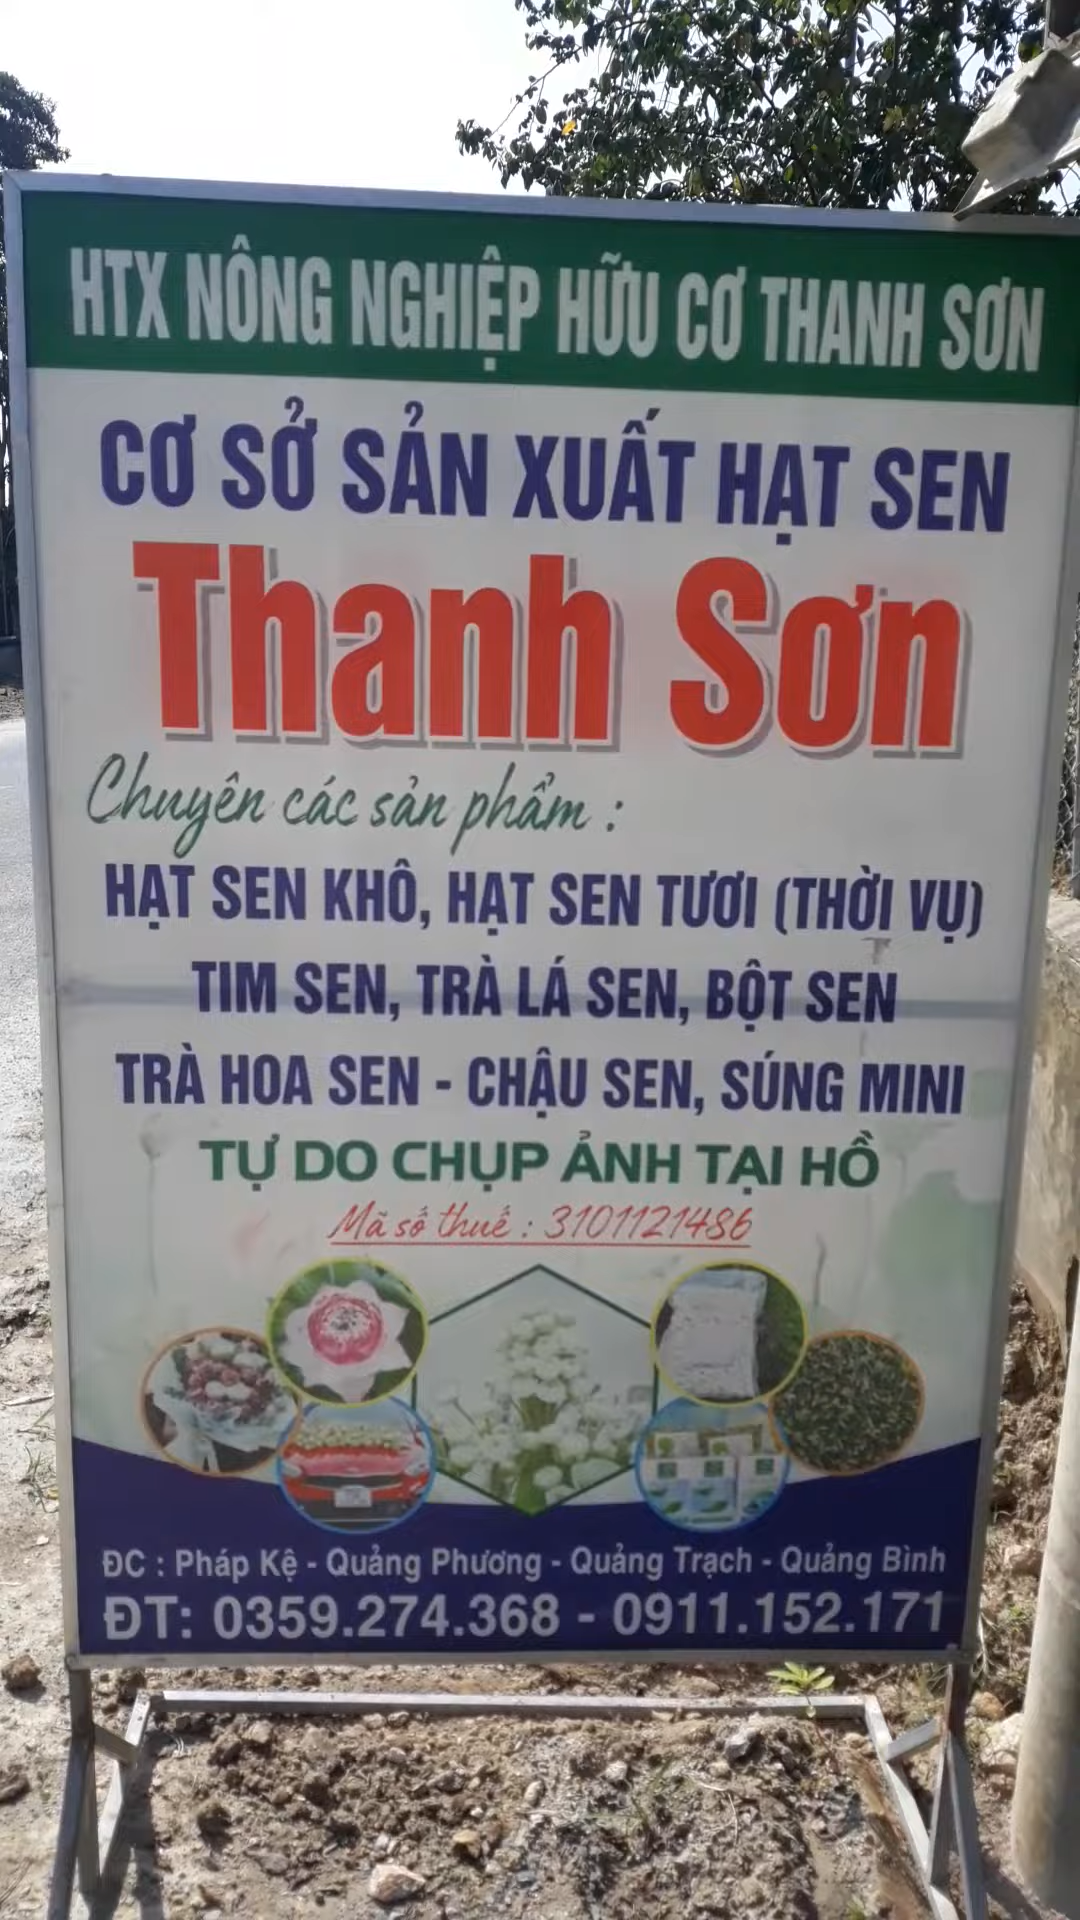 HTX NÔNG NGHIỆP HỮU CƠ THANH SƠN
CƠ SỞ SẢN XUẤT HẠT SEN
Thanh Sơn
Chuyên các sản phẩm :
HẠT SEN KHÔ, HẠT SEN TƯƠI (THỜI VỤ)
TIM SEN, TRÀ LÁ SEN, BỘT SEN
TRÀ HOA SEN - CHẬU SEN, SÚNG MINI
TỰ DO CHỤP ẢNH TẠI HỒ
Mã số thuế : 3101121486
ĐC : Pháp Kệ - Quảng Phương - Quảng Trạch - Quảng Bình
ĐT: 0359.274.368 - 0911.152.171